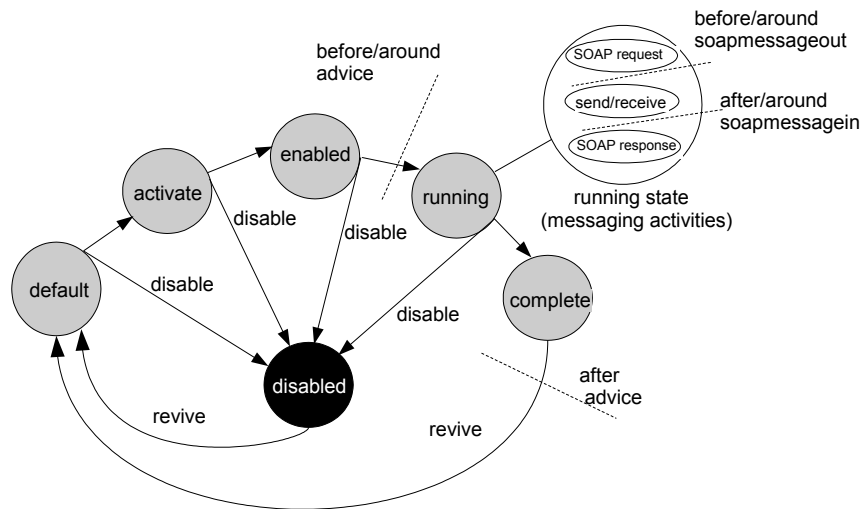 before/around
soapmessageout
SOAP request
before/around
advice
send/receive
after/around
soapmessagein
SOAP response
enabled
activate
running
running state
(messaging activities)
disable
disable
disable
default
complete
disable
disabled
after
advice
revive
revive